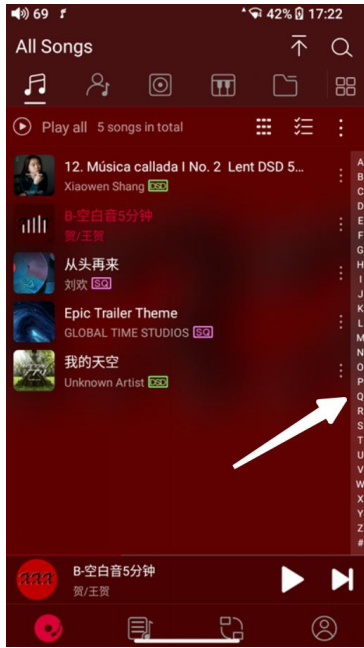 69
42%
17:22
All Songs
Play all 5 songs in total
12. Música callada I No. 2 Lent DSD 5...
Xiaowen Shang DSD
B-空白音5分钟
贺/王贺
从头再来
刘欢 SQ
Epic Trailer Theme
GLOBAL TIME STUDIOS SQ
我的天空
Unknown Artist DSD
A
B
C
D
E
F
G
H
I
J
K
L
M
N
O
P
Q
R
S
T
U
V
W
X
Y
Z
#
B-空白音5分钟
贺/王贺